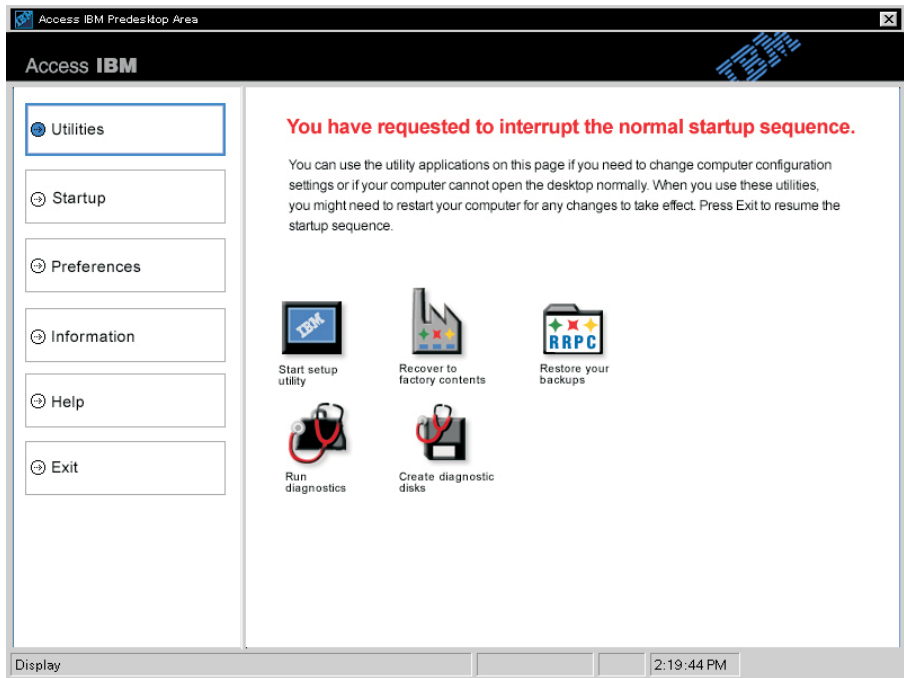 Access IBM Predesktop Area
Access IBM
IBM
Utilities
Startup
Preferences
Information
Help
Exit
You have requested to interrupt the normal startup sequence.
You can use the utility applications on this page if you need to change computer configuration
settings or if your computer cannot open the desktop normally. When you use these utilities,
you might need to restart your computer for any changes to take effect. Press Exit to resume the
startup sequence.
IBM
Start setup
utility
Recover to
factory contents
RRPC
Restore your
backups
Run
diagnostics
Create diagnostic
disks
Display
2:19:44 PM